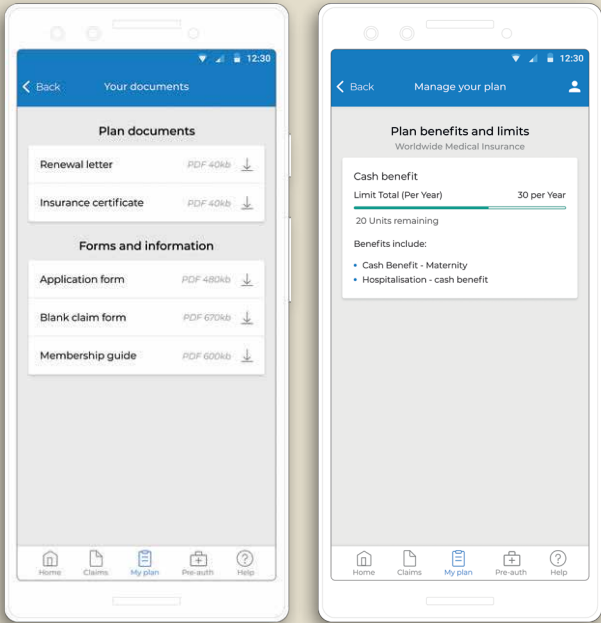 12:30
Back
Your documents
Plan documents
Renewal letter PDF 40kb
Insurance certificate PDF 40kb
Forms and information
Application form PDF 480kb
Blank claim form PDF 670kb
Membership guide PDF 600kb
Home Claims My plan Pre-auth Help
12:30
Back
Manage your plan
Plan benefits and limits
Worldwide Medical Insurance
Cash benefit
Limit Total (Per Year) 30 per Year
20 Units remaining
Benefits include:
• Cash Benefit - Maternity
• Hospitalisation - cash benefit
Home Claims My plan Pre-auth Help